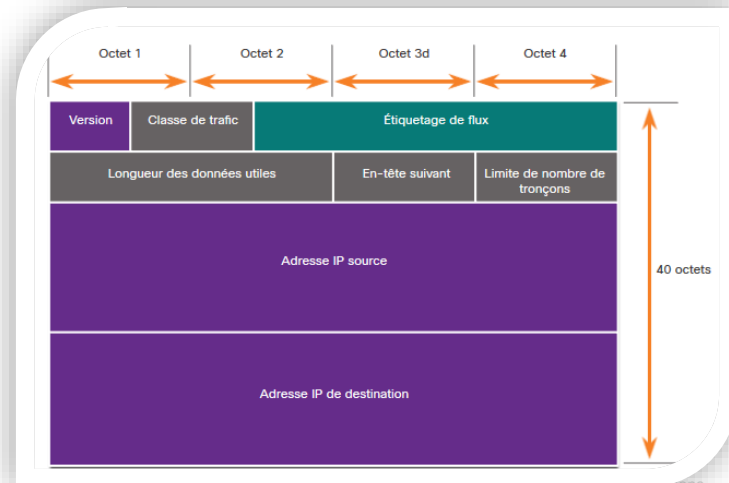 Octet 1 Octet 2 Octet 3d Octet 4
Version Classe de trafic Étiquetage de flux
Longueur des données utiles En-tête suivant Limite de nombre de
tronçons
Adresse IP source
40 octets
Adresse IP de destination